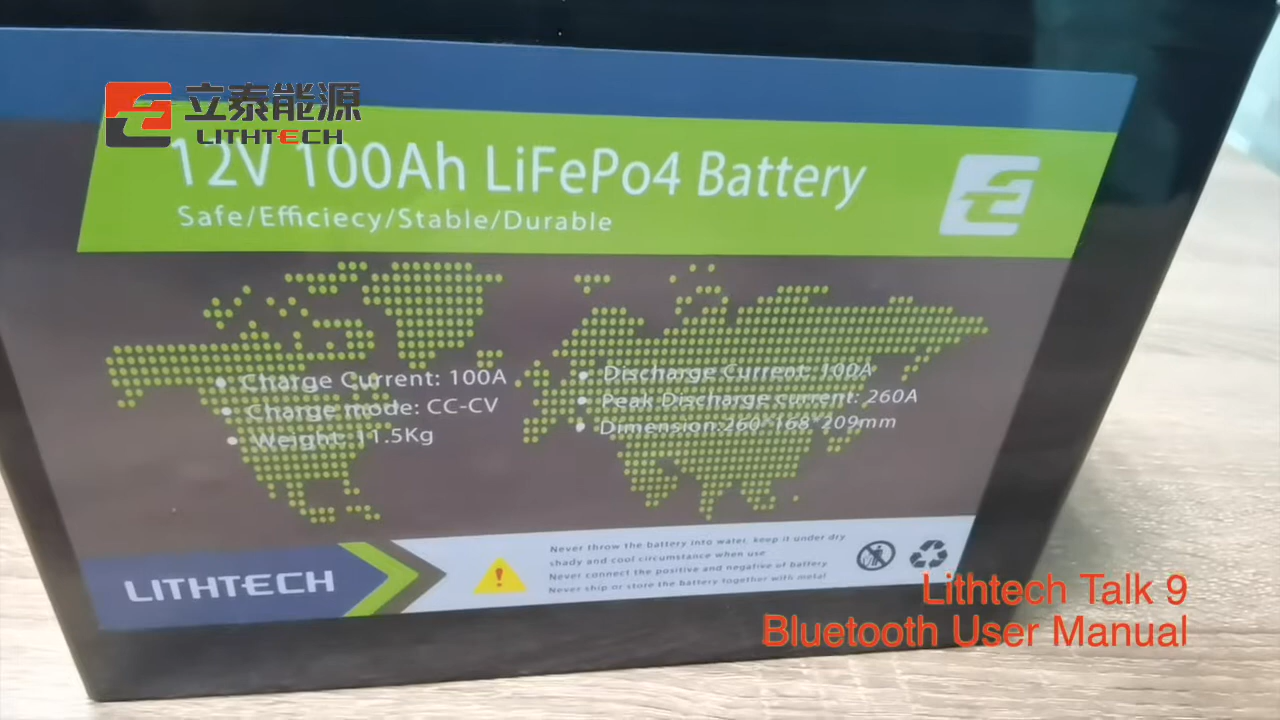 立泰能源
LITHTECH
12V 100Ah LiFePo4 Battery
Safe/Efficiecy/Stable/Durable
Charge Current: 100A
Charge mode: CC-CV
Weight: 11.5Kg
Discharge Current: 100A
Peak Discharge current: 260A
Dimension:260*168*209mm
LITHTECH
Never throw the battery into water, keep it under dry
shady and cool circumstance when use
Never connect the positive and negative of battery
Never ship or store the battery together with metal
Lithtech Talk 9
Bluetooth User Manual